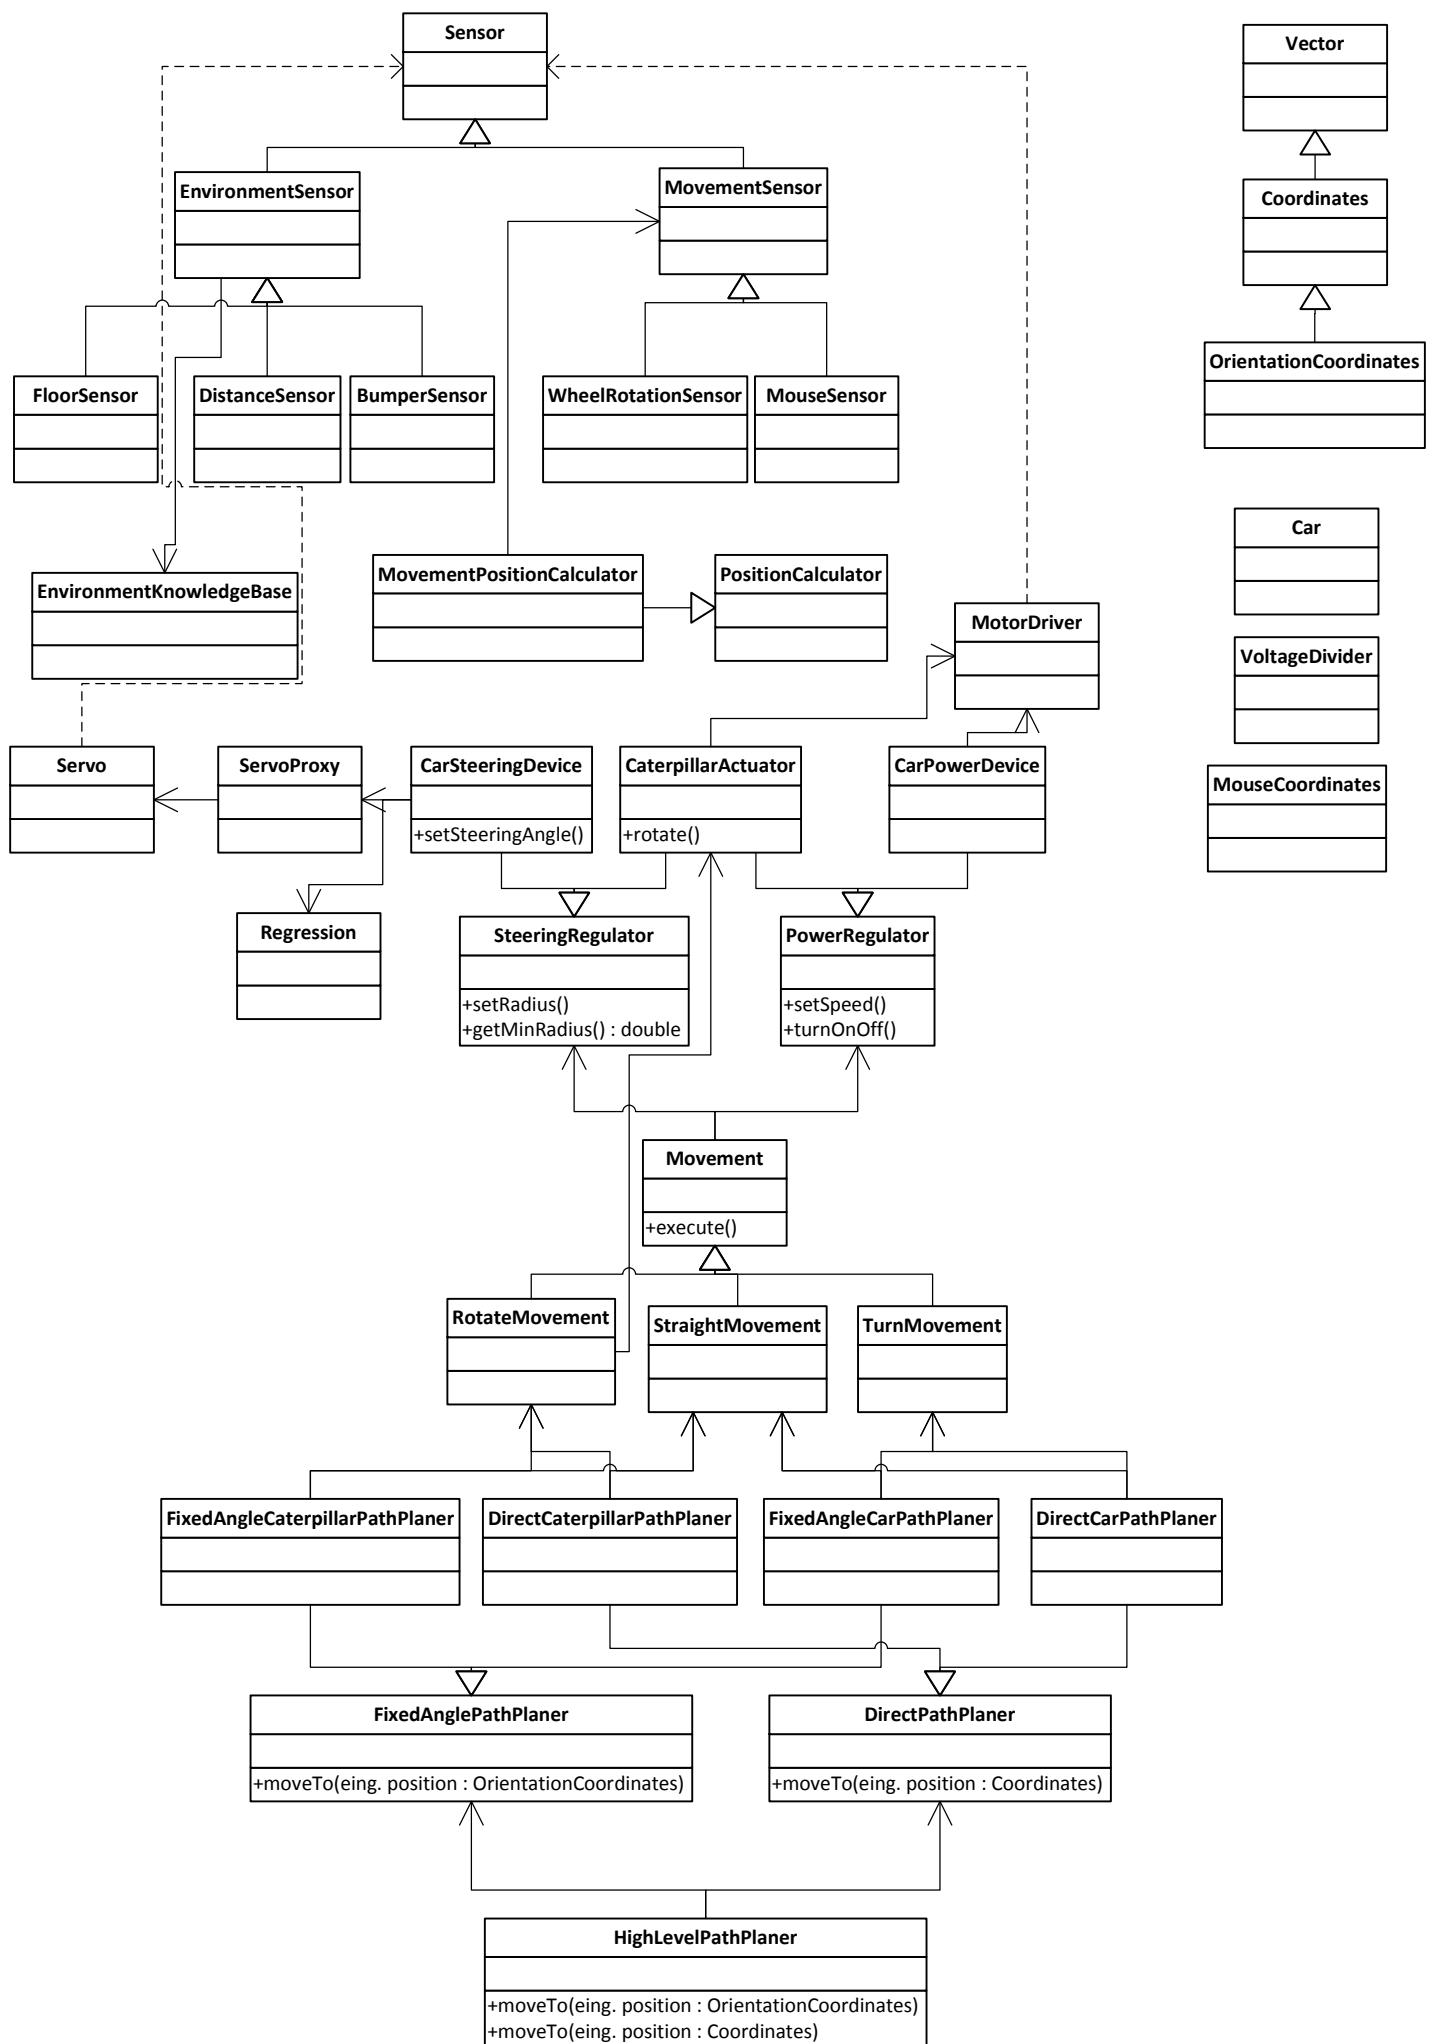 Sensor
Vector
EnvironmentSensor
MovementSensor
Coordinates
FloorSensor
DistanceSensor
BumperSensor
WheelRotationSensor
MouseSensor
OrientationCoordinates
Car
EnvironmentKnowledgeBase
MovementPositionCalculator
PositionCalculator
MotorDriver
VoltageDivider
Servo
ServoProxy
CarSteeringDevice
+setSteeringAngle()
CaterpillarActuator
+rotate()
CarPowerDevice
MouseCoordinates
Regression
SteeringRegulator
+setRadius()
+getMinRadius() : double
PowerRegulator
+setSpeed()
+turnOnOff()
Movement
+execute()
RotateMovement
StraightMovement
TurnMovement
FixedAngleCaterpillarPathPlaner
DirectCaterpillarPathPlaner
FixedAngleCarPathPlaner
DirectCarPathPlaner
FixedAnglePathPlaner
+moveTo(eing. position : OrientationCoordinates)
DirectPathPlaner
+moveTo(eing. position : Coordinates)
HighLevelPathPlaner
+moveTo(eing. position : OrientationCoordinates)
+moveTo(eing. position : Coordinates)